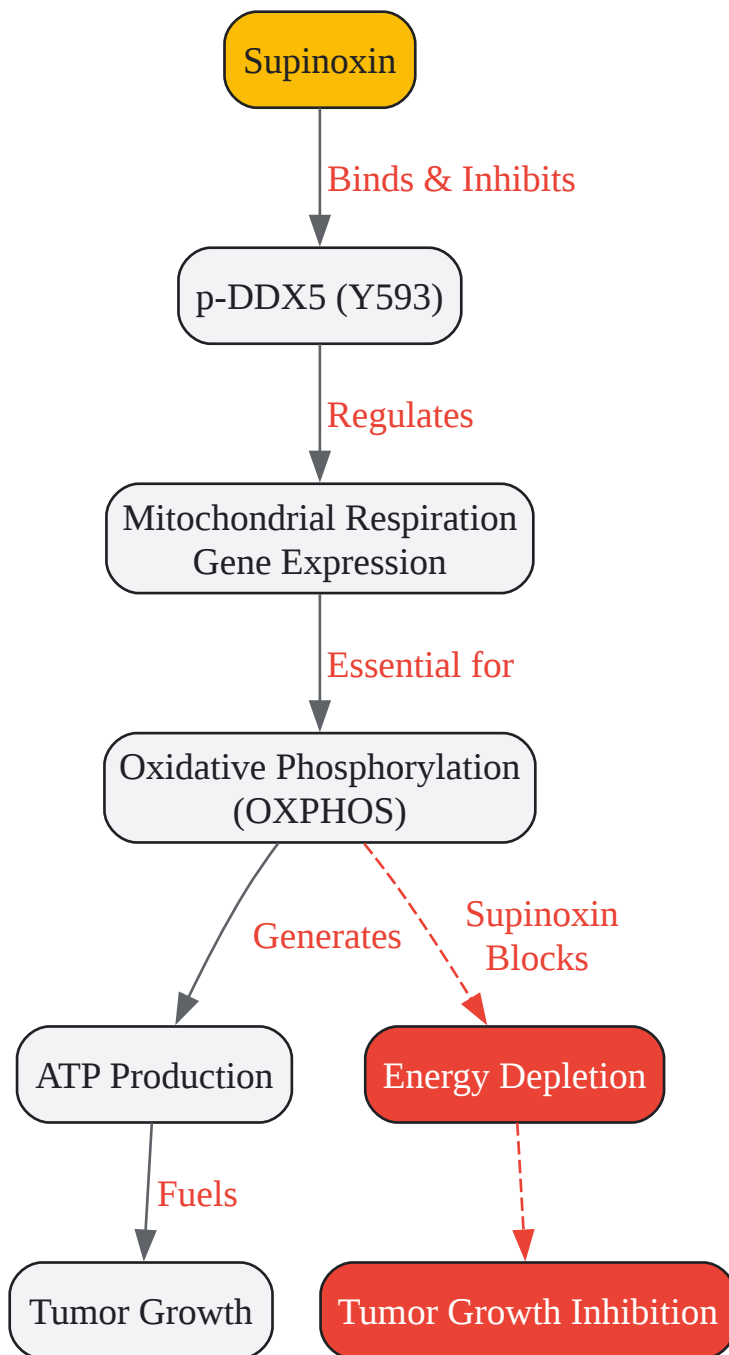 Supinoxin
Binds & Inhibits
p-DDX5 (Y593)
Regulates
Mitochondrial Respiration
Gene Expression
Essential for
Oxidative Phosphorylation
(OXPHOS)
Generates
Supinoxin
Blocks
ATP Production
Energy Depletion
Fuels
Tumor Growth
Tumor Growth Inhibition